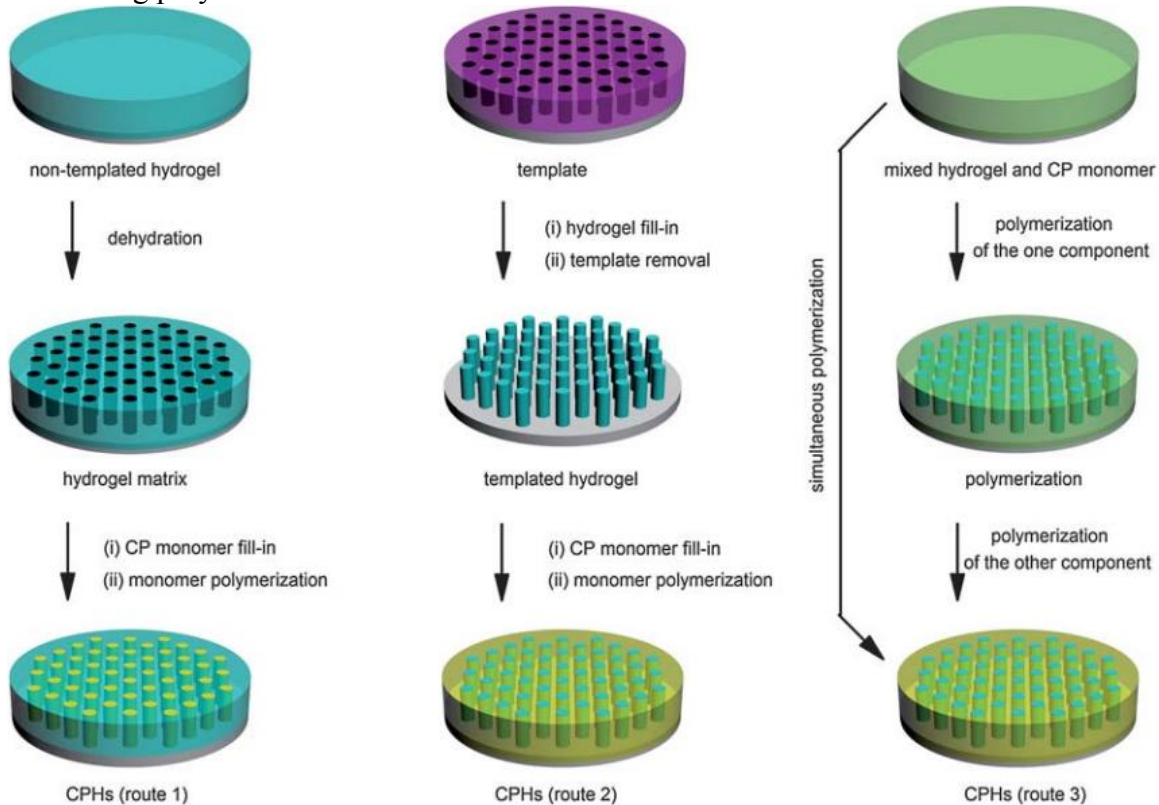 non-templated hydrogel
dehydration
hydrogel matrix
(i) CP monomer fill-in
(ii) monomer polymerization
CPHs (route 1)
template
(i) hydrogel fill-in
(ii) template removal
templated hydrogel
(i) CP monomer fill-in
(ii) monomer polymerization
CPHs (route 2)
mixed hydrogel and CP monomer
simultaneous polymerization
polymerization
of the one component
polymerization
polymerization
of the other component
CPHs (route 3)